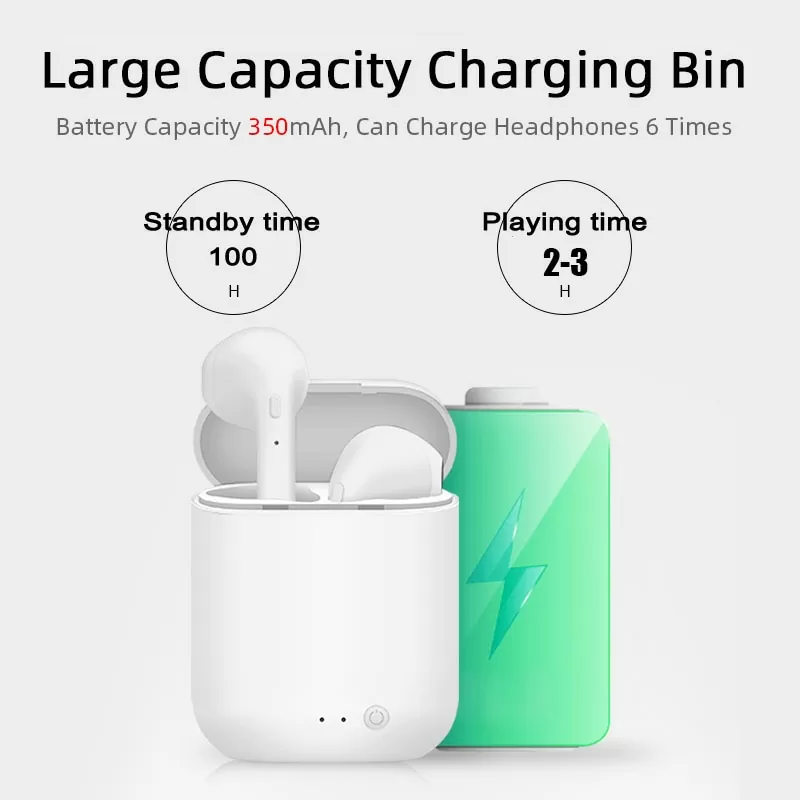 Large Capacity Charging Bin
Battery Capacity 350mAh, Can Charge Headphones 6 Times
Standby time
100
H
Playing time
2-3
H